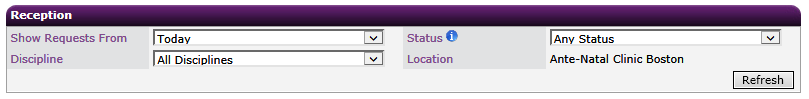 Reception
Show Requests From Today Status i Any Status
Discipline All Disciplines Location Ante-Natal Clinic Boston
Refresh